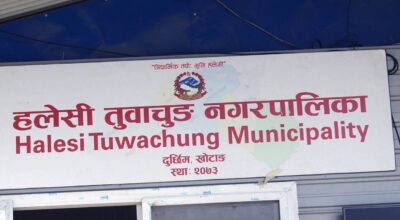 हलेसी तुवाचुङ नगरपालिका
Halesi Tuwachung Municipality
दुर्छिम, खोटाङ
स्थाः २०७३